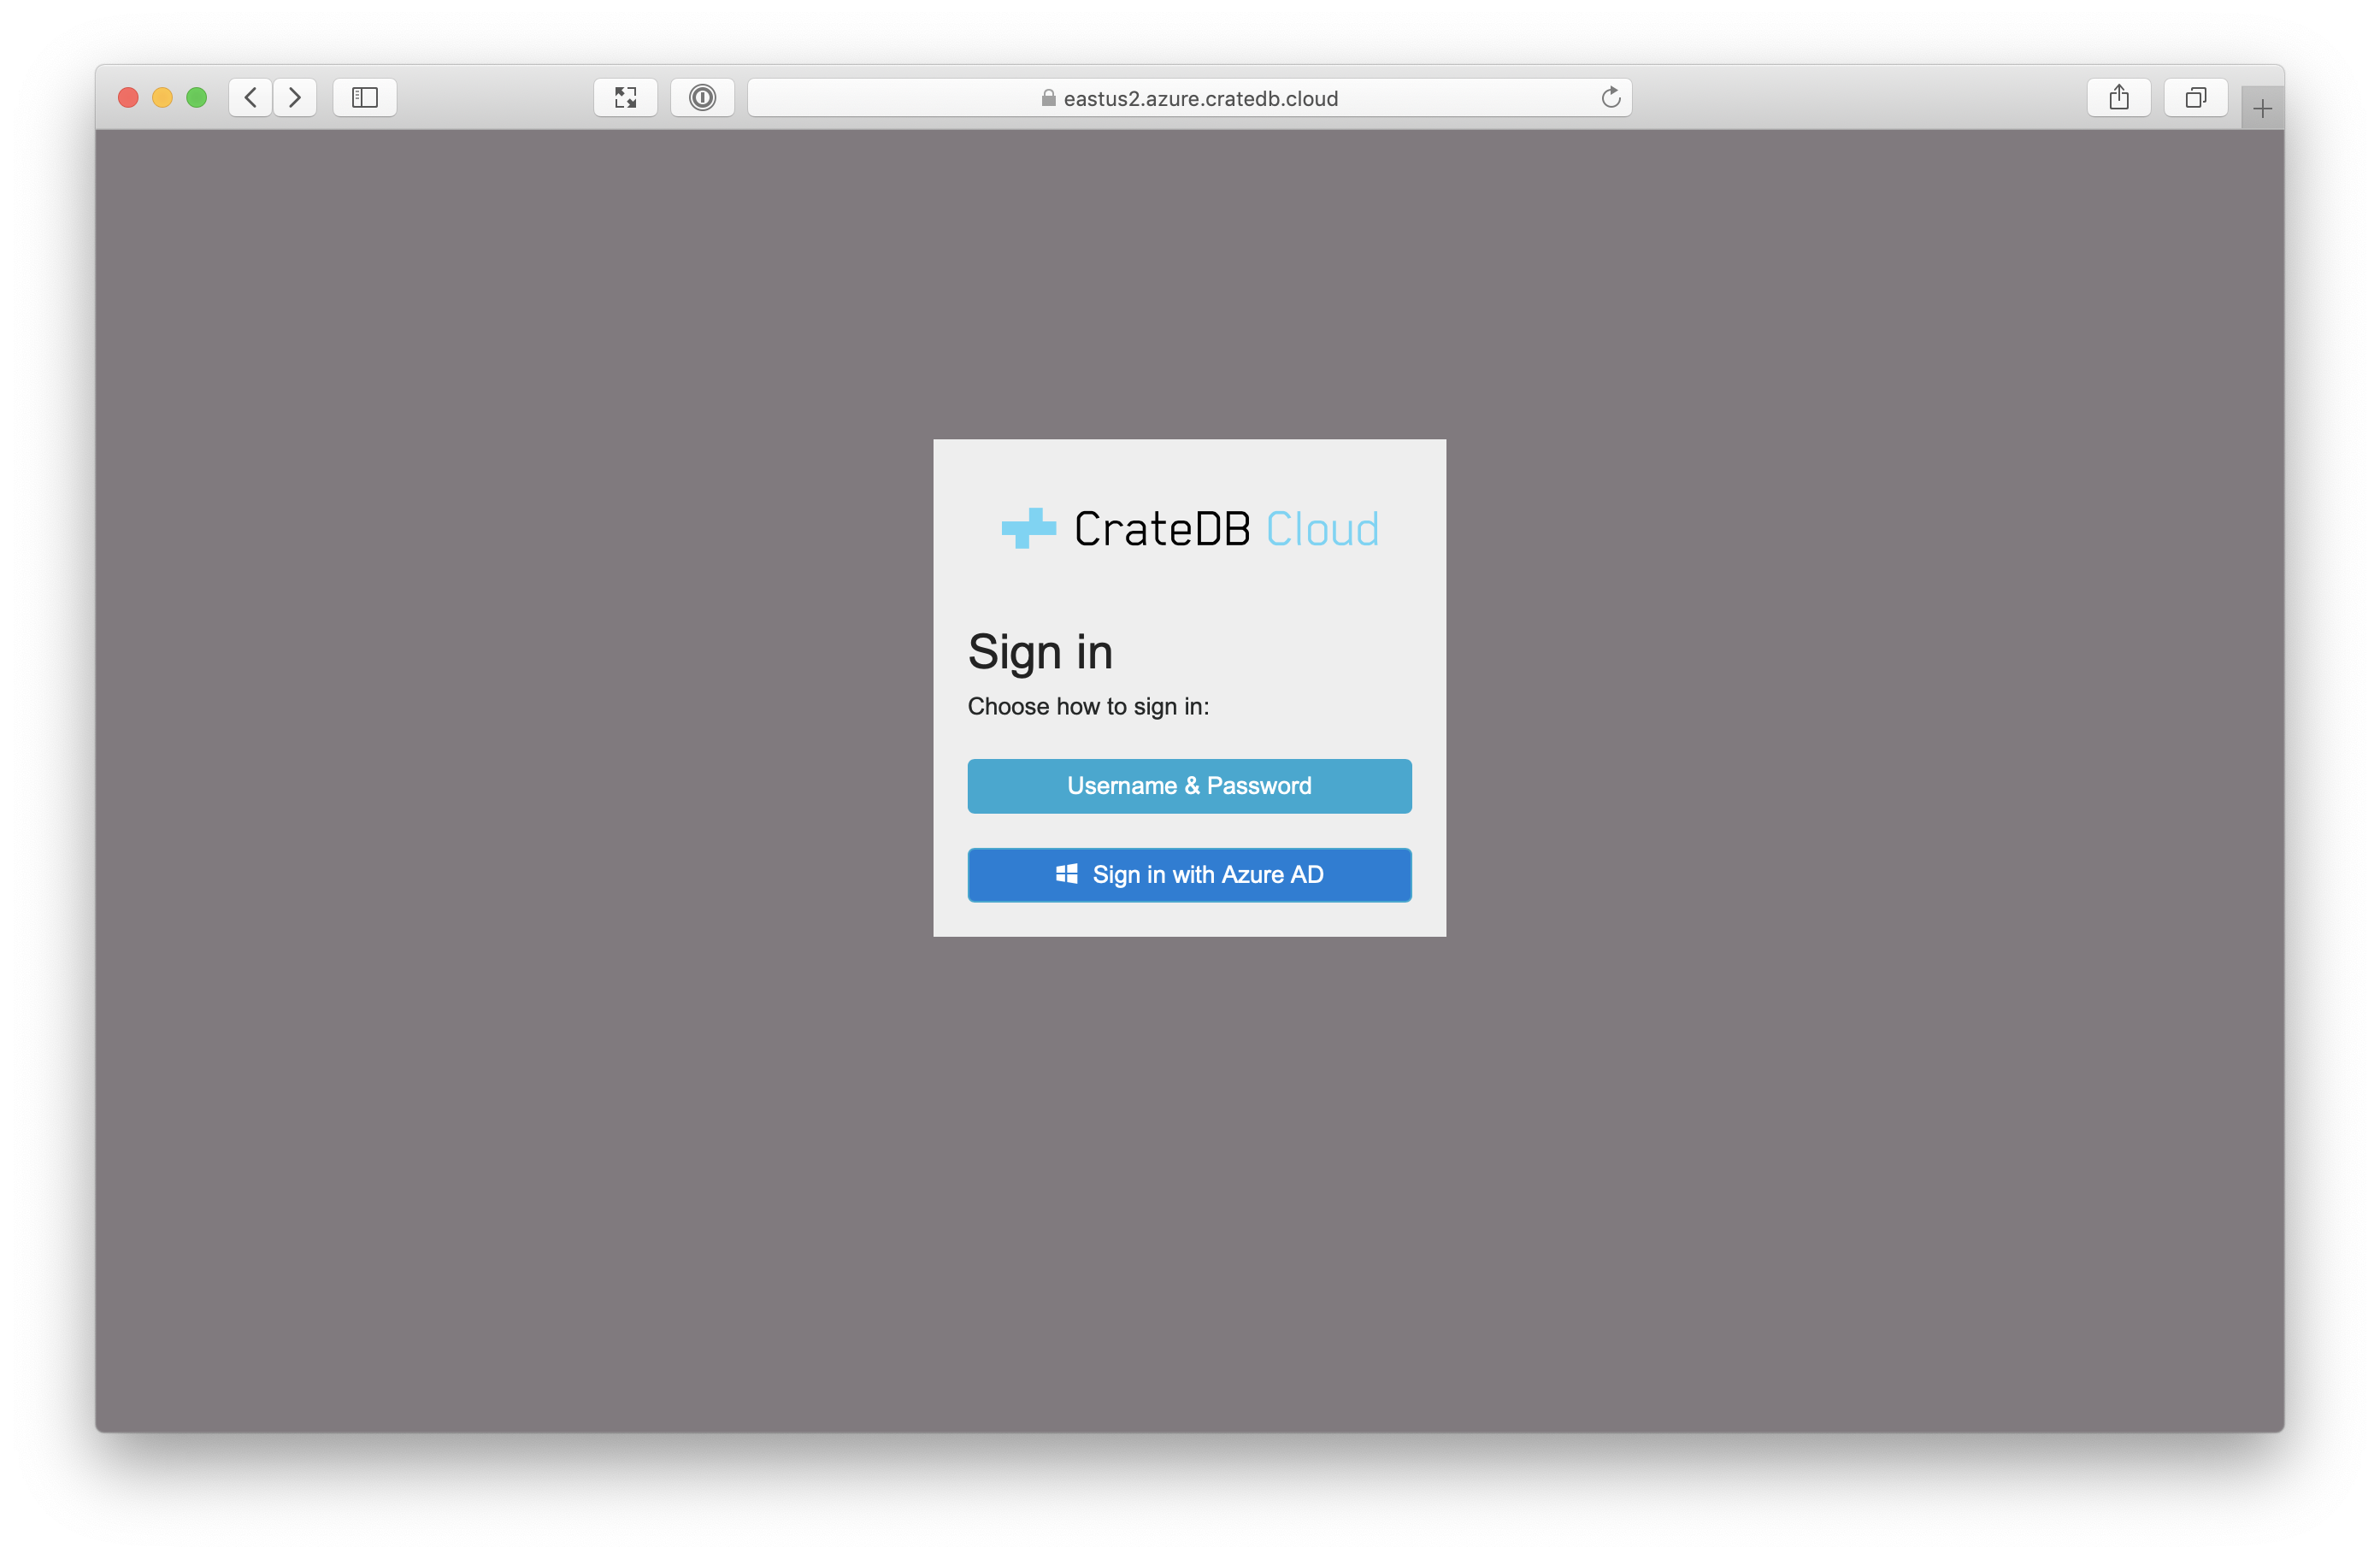 eastus2.azure.cratedb.cloud
CrateDB Cloud
Sign in
Choose how to sign in:
Username & Password
Sign in with Azure AD